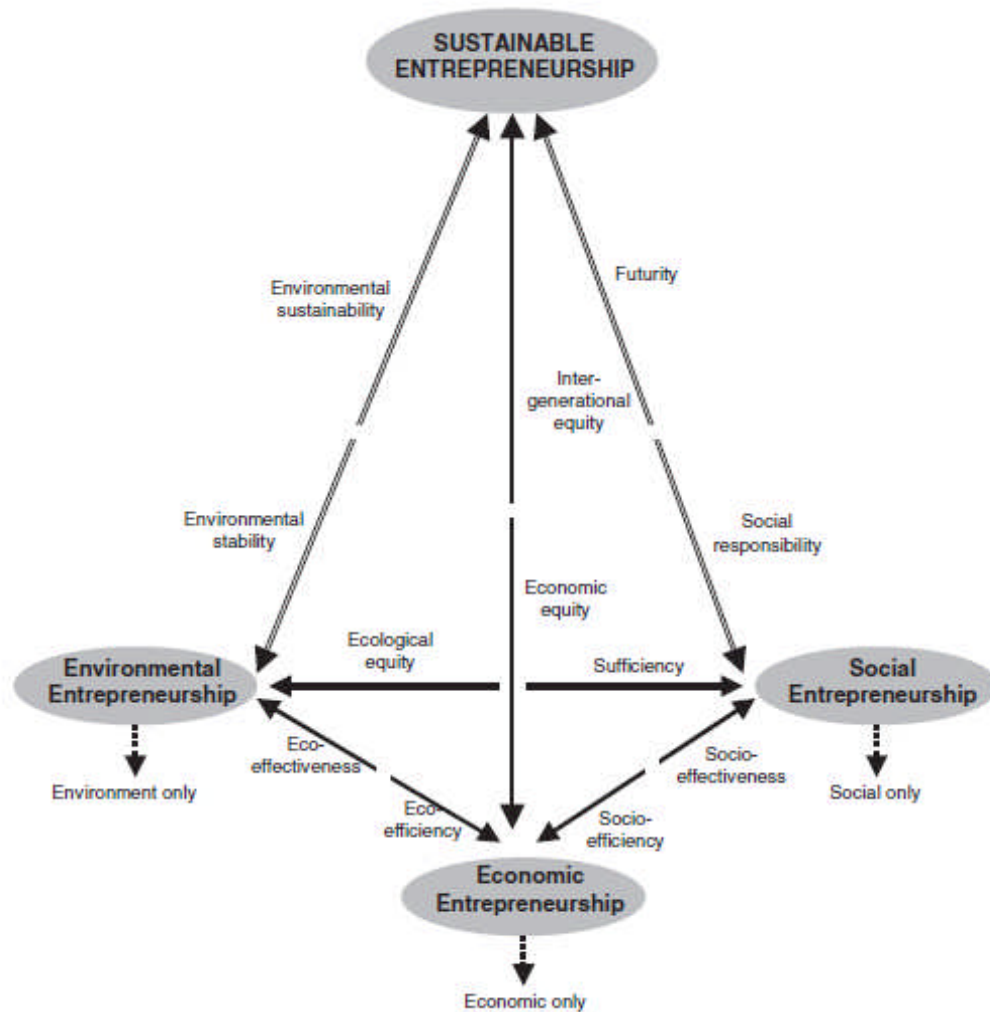 SUSTAINABLE
ENTREPRENEURSHIP
Environmental
sustainability
Futurity
Inter-
generational
equity
Environmental
stability
Social
responsibility
Economic
equity
Ecological
equity
Sufficiency
Environmental
Entrepreneurship
Social
Entrepreneurship
Eco-
effectiveness
Socio-
effectiveness
Environment only
Social only
Eco-
efficiency
Socio-
efficiency
Economic
Entrepreneurship
Economic only